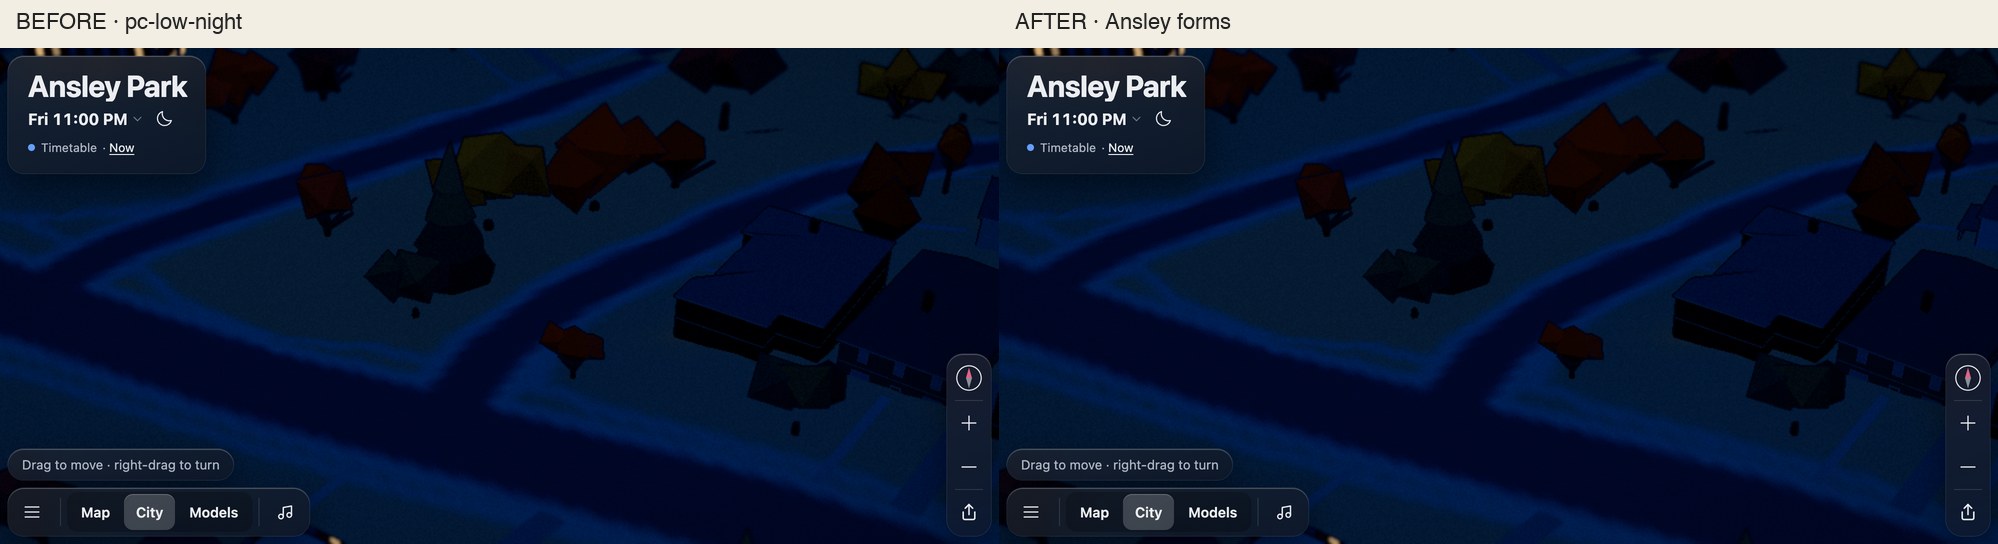 BEFORE · pc-low-night
Ansley Park
Fri 11:00 PM
Timetable · Now
Drag to move · right-drag to turn
Map City Models
AFTER · Ansley forms
Ansley Park
Fri 11:00 PM
Timetable · Now
Drag to move · right-drag to turn
Map City Models